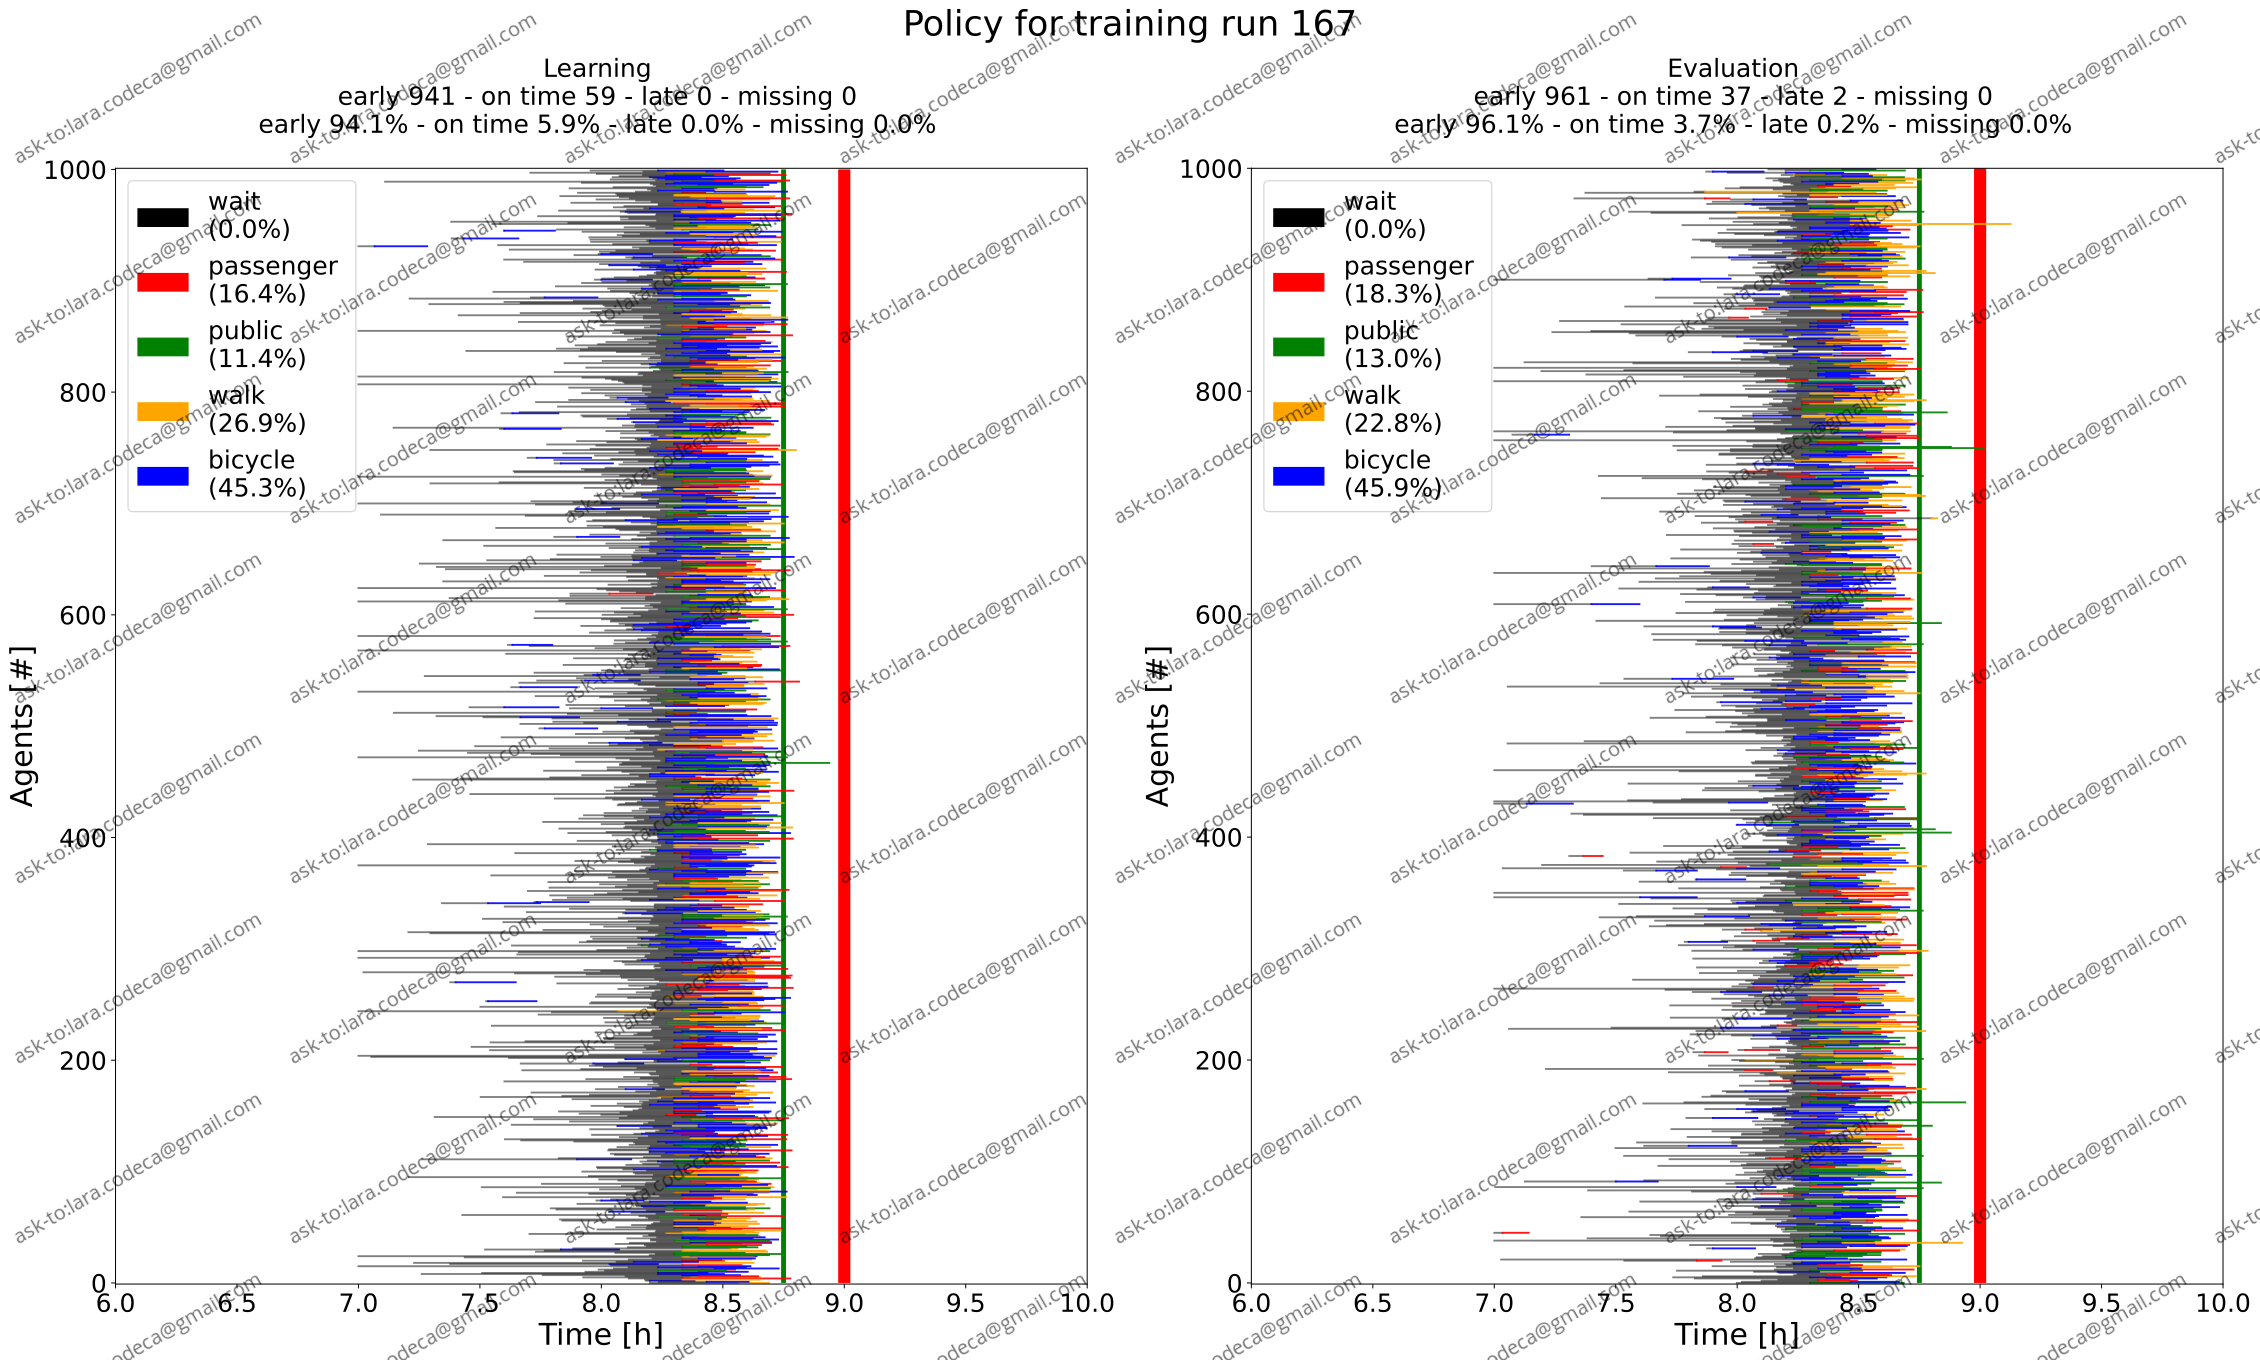 Policy for training run 167
Learning
early 941 - on time 59 - late 0 - missing 0
early 94.1% - on time 5.9% - late 0.0% - missing 0.0%
1000
800
600
400
200
0
Agents [#]
wait
(0.0%)
passenger
(16.4%)
public
(11.4%)
walk
(26.9%)
bicycle
(45.3%)
6.0 6.5 7.0 7.5 8.0 8.5 9.0 9.5 10.0
Time [h]
Evaluation
early 961 - on time 37 - late 2 - missing 0
early 96.1% - on time 3.7% - late 0.2% - missing 0.0%
1000
800
600
400
200
0
Agents [#]
wait
(0.0%)
passenger
(18.3%)
public
(13.0%)
walk
(22.8%)
bicycle
(45.9%)
6.0 6.5 7.0 7.5 8.0 8.5 9.0 9.5 10.0
Time [h]
ask-to:lara.codeca@gmail.com